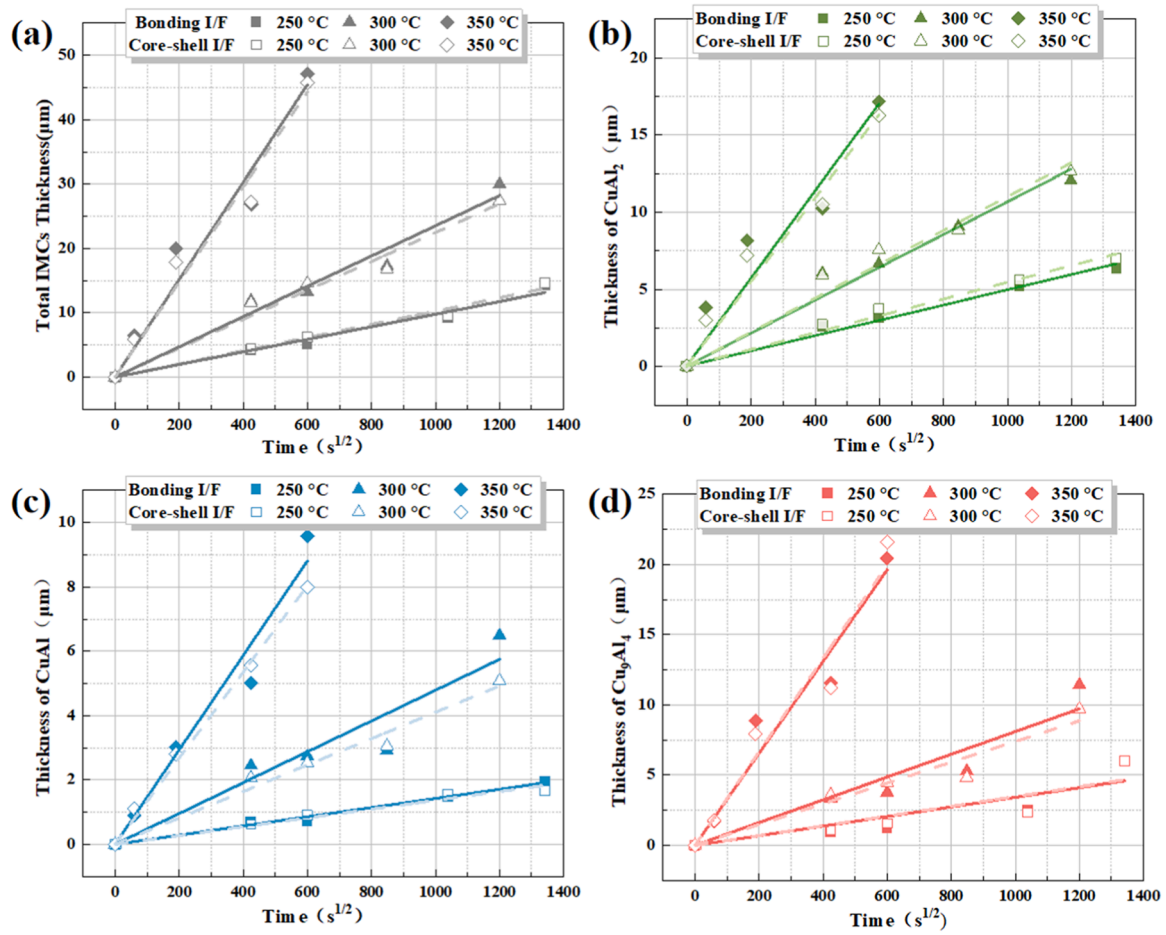 (a)
Bonding I/F 250 °C 300 °C 350 °C
Core-shell I/F 250 °C 300 °C 350 °C
Total IMCs Thickness(μm)
50
40
30
20
10
0
0 200 400 600 800 1000 1200 1400
Time（s1/2）
(b)
Bonding I/F 250 °C 300 °C 350 °C
Core-shell I/F 250 °C 300 °C 350 °C
Thickness of CuAl2（μm）
20
15
10
5
0
0 200 400 600 800 1000 1200 1400
Time（s1/2）
(c)
Bonding I/F 250 °C 300 °C 350 °C
Core-shell I/F 250 °C 300 °C 350 °C
Thickness of CuAl（μm）
10
8
6
4
2
0
0 200 400 600 800 1000 1200 1400
Time（s1/2）
(d)
Bonding I/F 250 °C 300 °C 350 °C
Core-shell I/F 250 °C 300 °C 350 °C
Thickness of Cu9Al4（μm）
25
20
15
10
5
0
0 200 400 600 800 1000 1200 1400
Time（s1/2)